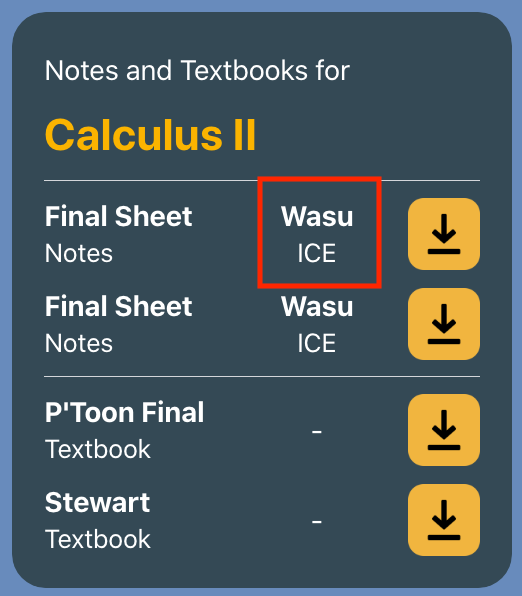 Notes and Textbooks for
Calculus II
Final Sheet Wasu
Notes ICE
Final Sheet Wasu
Notes ICE
P'Toon Final
Textbook -
Stewart
Textbook -